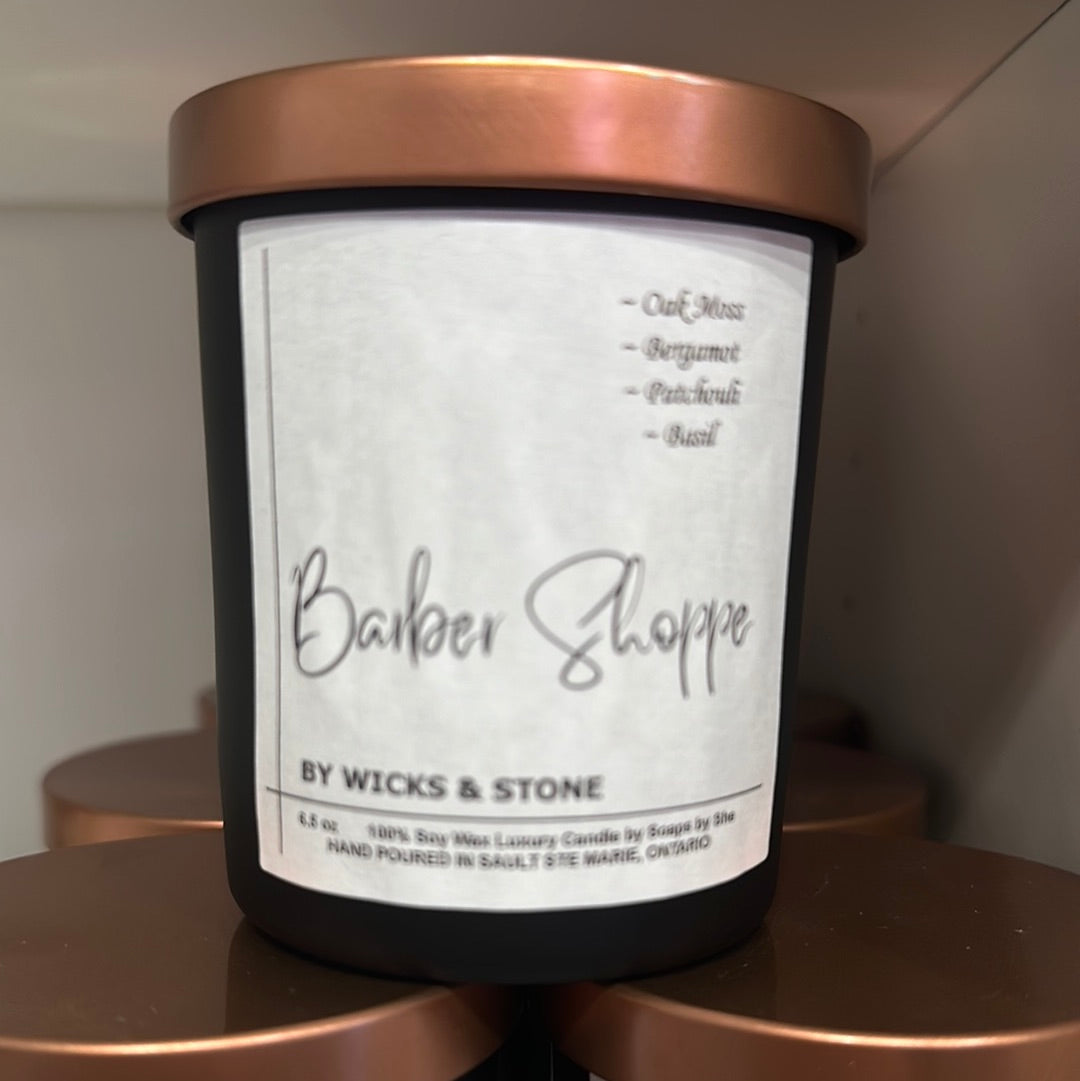 ~ Oak Moss
~ Bergamot
~ Patchouli
~ Basil
Barber Shoppe
BY WICKS & STONE
6.5 oz 100% Soy Wax Luxury Candle by Soaps by She
HAND POURED IN SAULT STE MARIE, ONTARIO